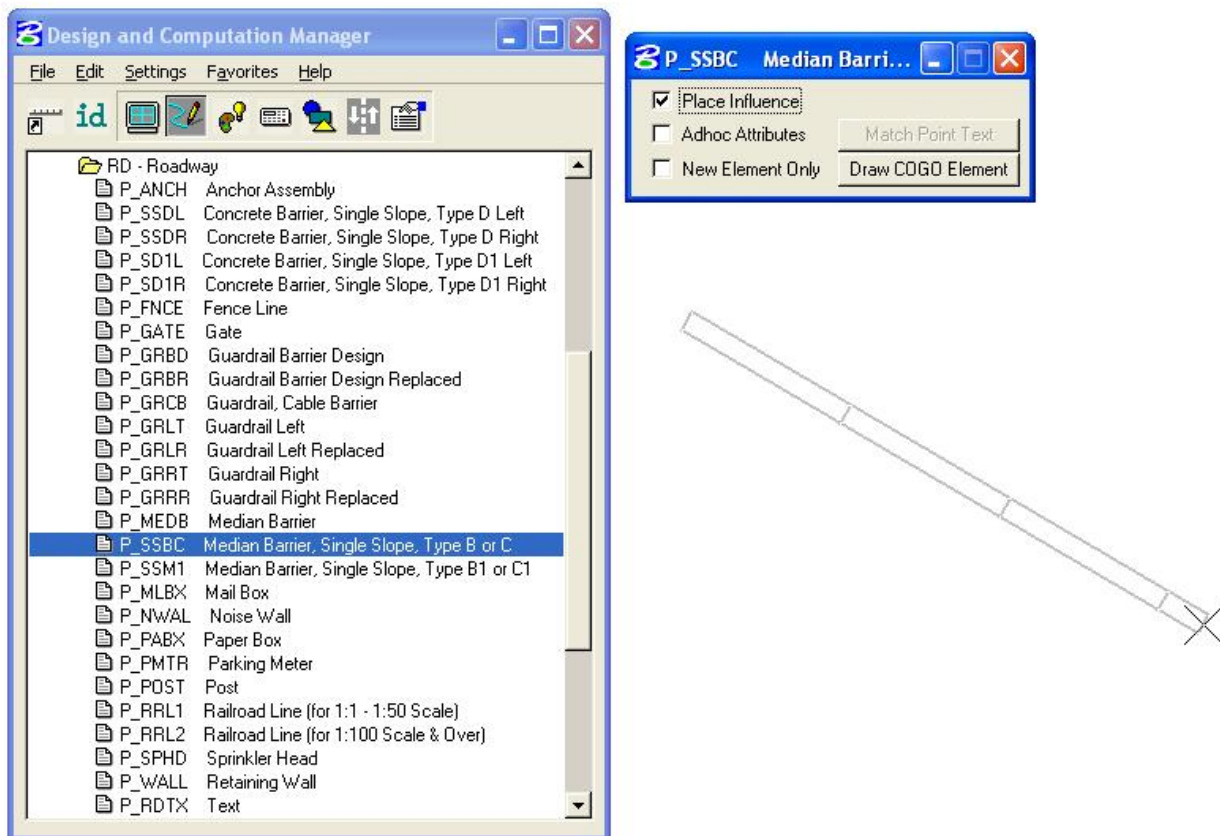 Design and Computation Manager
File Edit Settings Favorites Help
id
RD - Roadway
P_ANCH Anchor Assembly
P_SSDL Concrete Barrier, Single Slope, Type D Left
P_SSDR Concrete Barrier, Single Slope, Type D Right
P_SD1L Concrete Barrier, Single Slope, Type D1 Left
P_SD1R Concrete Barrier, Single Slope, Type D1 Right
P_FNCE Fence Line
P_GATE Gate
P_GRBD Guardrail Barrier Design
P_GRBR Guardrail Barrier Design Replaced
P_GRCB Guardrail, Cable Barrier
P_GRLT Guardrail Left
P_GRLR Guardrail Left Replaced
P_GRRT Guardrail Right
P_GRRR Guardrail Right Replaced
P_MEDB Median Barrier
P_SSBC Median Barrier, Single Slope, Type B or C
P_SSM1 Median Barrier, Single Slope, Type B1 or C1
P_MLBX Mail Box
P_NWAL Noise Wall
P_PABX Paper Box
P_PMTR Parking Meter
P_POST Post
P_RRL1 Railroad Line (for 1:1 - 1:50 Scale)
P_RRL2 Railroad Line (for 1:100 Scale & Over)
P_SPHD Sprinkler Head
P_WALL Retaining Wall
P_RDTX Text
P_SSBC Median Barri...
Place Influence
Adhoc Attributes Match Point Text
New Element Only Draw COGO Element